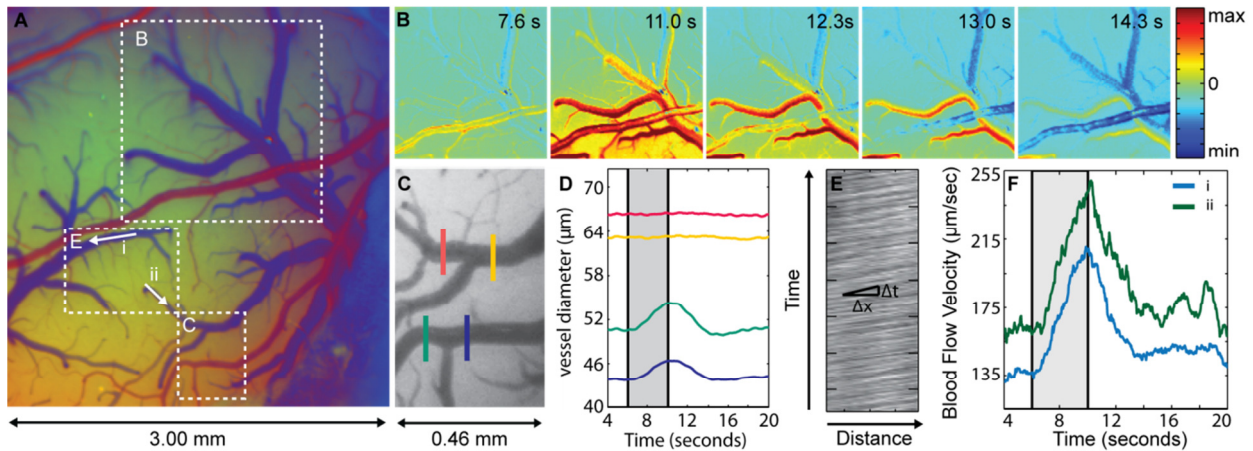 A
B
E
i
ii
C
3.00 mm
B
7.6 s
11.0 s
12.3s
13.0 s
14.3 s
max
0
min
C
0.46 mm
D
vessel diameter (μm)
70
64
58
52
46
40
4
8
12
16
20
Time (seconds)
E
Time
Δt
Δx
Distance
F
Blood Flow Velocity (μm/sec)
255
215
175
135
i
ii
4
8
12
16
20
Time (seconds)